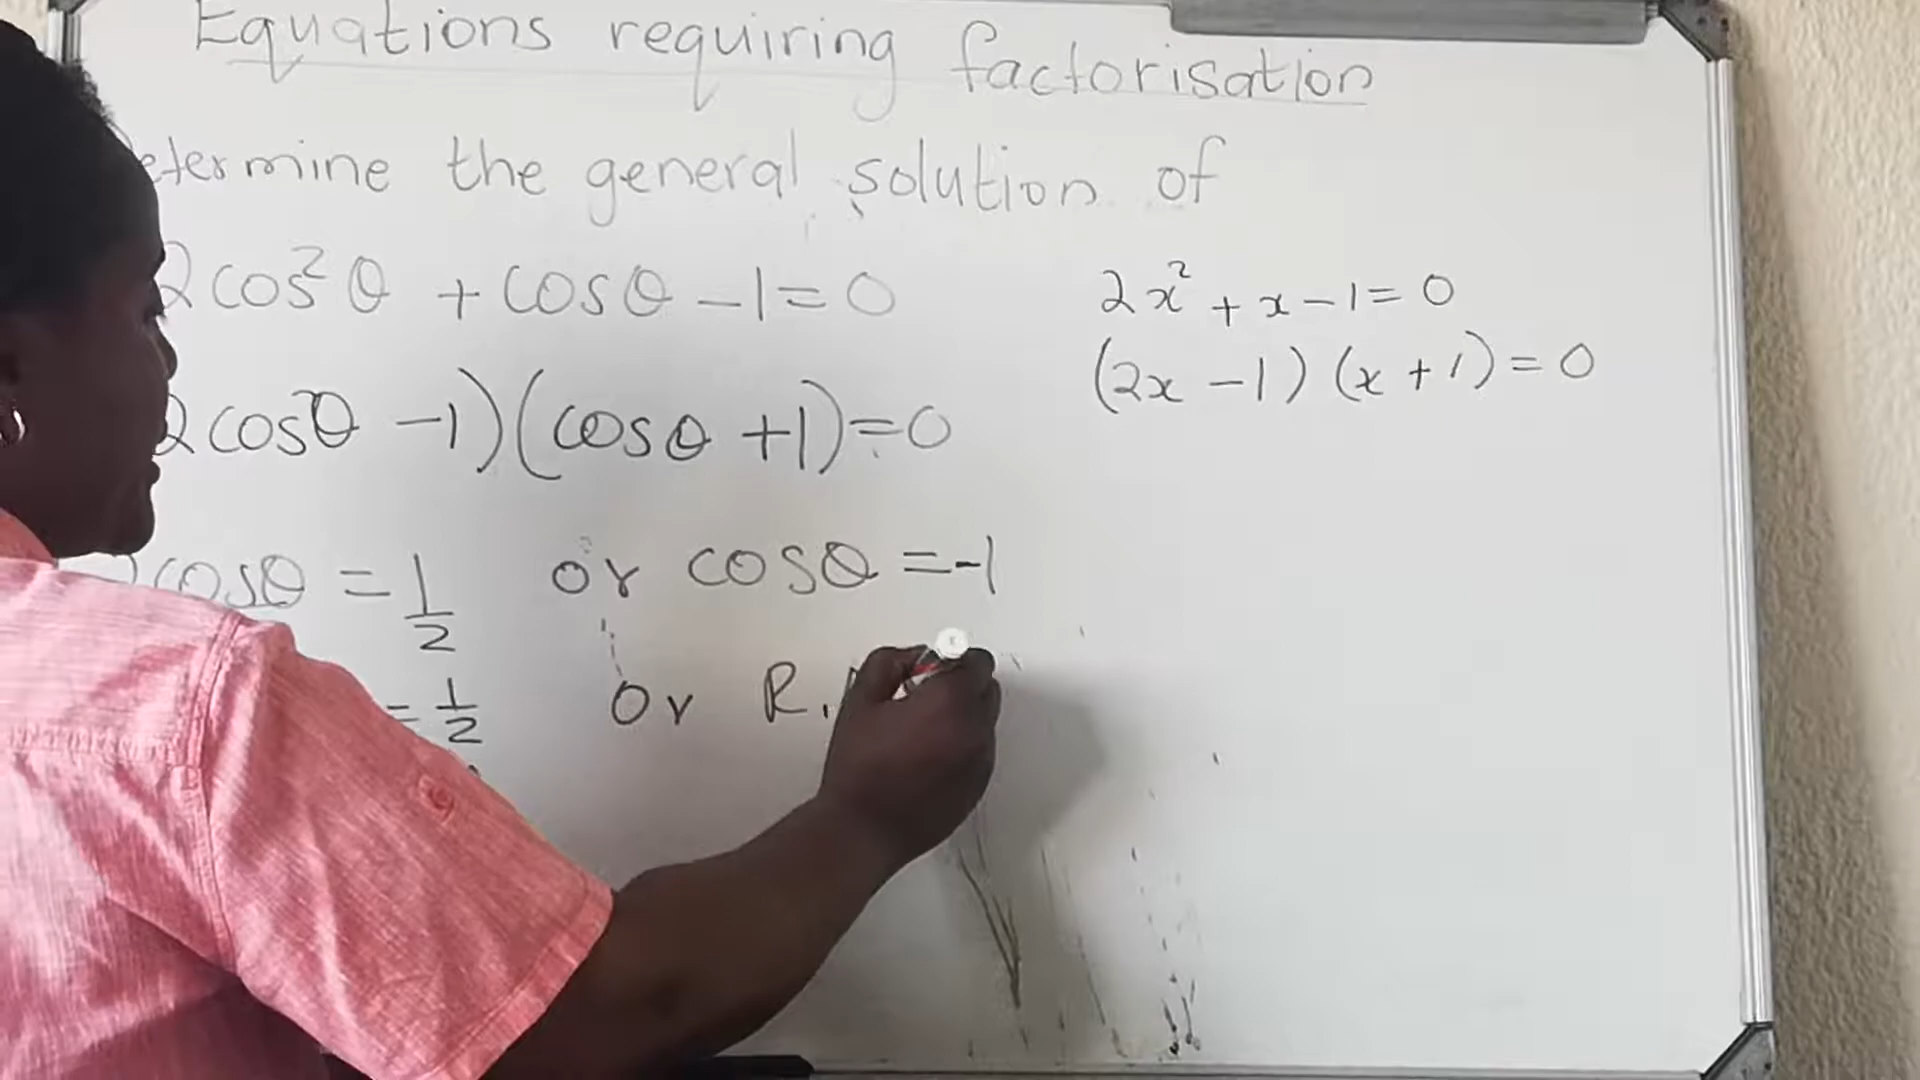 Equations requiring factorisation
etermine the general solution of
2cos²θ + cosθ - 1 = 0
2x² + x - 1 = 0
(2x - 1) (x + 1) = 0
2cosθ - 1)(cosθ + 1) = 0
cosθ = 1/2 or cosθ = -1
= 1/2 or R.